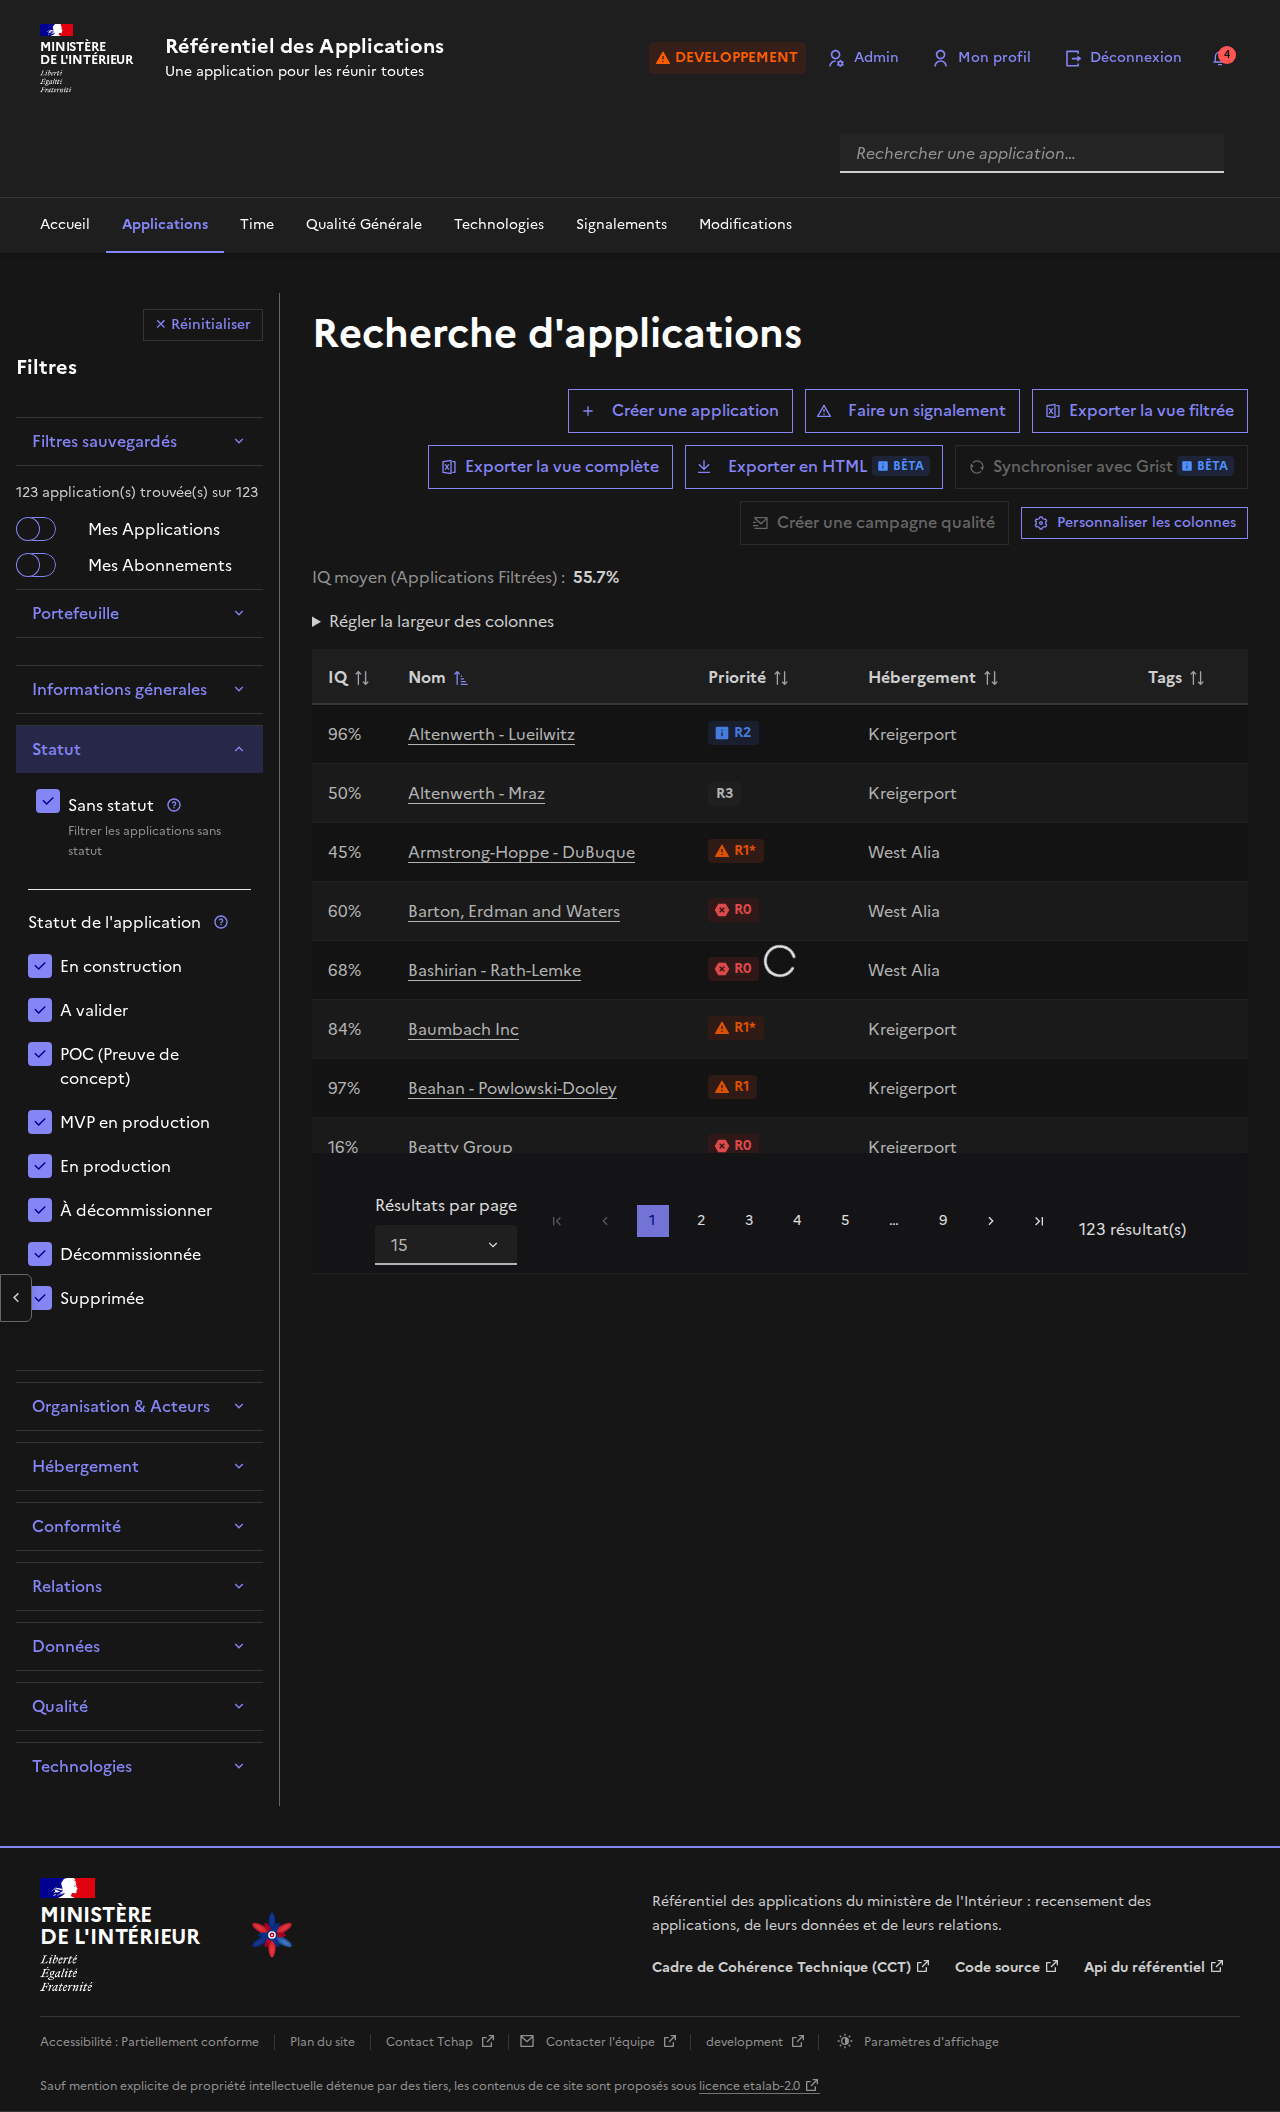 MINISTÈRE
DE L'INTÉRIEUR
Liberté
Égalité
Fraternité
Référentiel des Applications
Une application pour les réunir toutes
DEVELOPPEMENT
Admin
Mon profil
Déconnexion
4
Rechercher une application...
Accueil
Applications
Time
Qualité Générale
Technologies
Signalements
Modifications
Réinitialiser
Filtres
Filtres sauvegardés
123 application(s) trouvée(s) sur 123
Mes Applications
Mes Abonnements
Portefeuille
Informations génerales
Statut
Sans statut
Filtrer les applications sans
statut
Statut de l'application
En construction
A valider
POC (Preuve de
concept)
MVP en production
En production
À décommissionner
Décommissionnée
Supprimée
Organisation & Acteurs
Hébergement
Conformité
Relations
Données
Qualité
Technologies
Recherche d'applications
Créer une application
Faire un signalement
Exporter la vue filtrée
Exporter la vue complète
Exporter en HTML BÊTA
Synchroniser avec Grist BÊTA
Créer une campagne qualité
Personnaliser les colonnes
IQ moyen (Applications Filtrées) : 55.7%
Régler la largeur des colonnes
IQ Nom Priorité Hébergement Tags
96% Altenwerth - Lueilwitz R2 Kreigerport
50% Altenwerth - Mraz R3 Kreigerport
45% Armstrong-Hoppe - DuBuque R1* West Alia
60% Barton, Erdman and Waters R0 West Alia
68% Bashirian - Rath-Lemke R0 West Alia
84% Baumbach Inc R1* Kreigerport
97% Beahan - Powlowski-Dooley R1 Kreigerport
16% Beatty Group R0 Kreigerport
Résultats par page
15
1 2 3 4 5 … 9
123 résultat(s)
MINISTÈRE
DE L'INTÉRIEUR
Liberté
Égalité
Fraternité
Référentiel des applications du ministère de l'Intérieur : recensement des
applications, de leurs données et de leurs relations.
Cadre de Cohérence Technique (CCT)
Code source
Api du référentiel
Accessibilité : Partiellement conforme
Plan du site
Contact Tchap
Contacter l'équipe
development
Paramètres d'affichage
Sauf mention explicite de propriété intellectuelle détenue par des tiers, les contenus de ce site sont proposés sous licence etalab-2.0